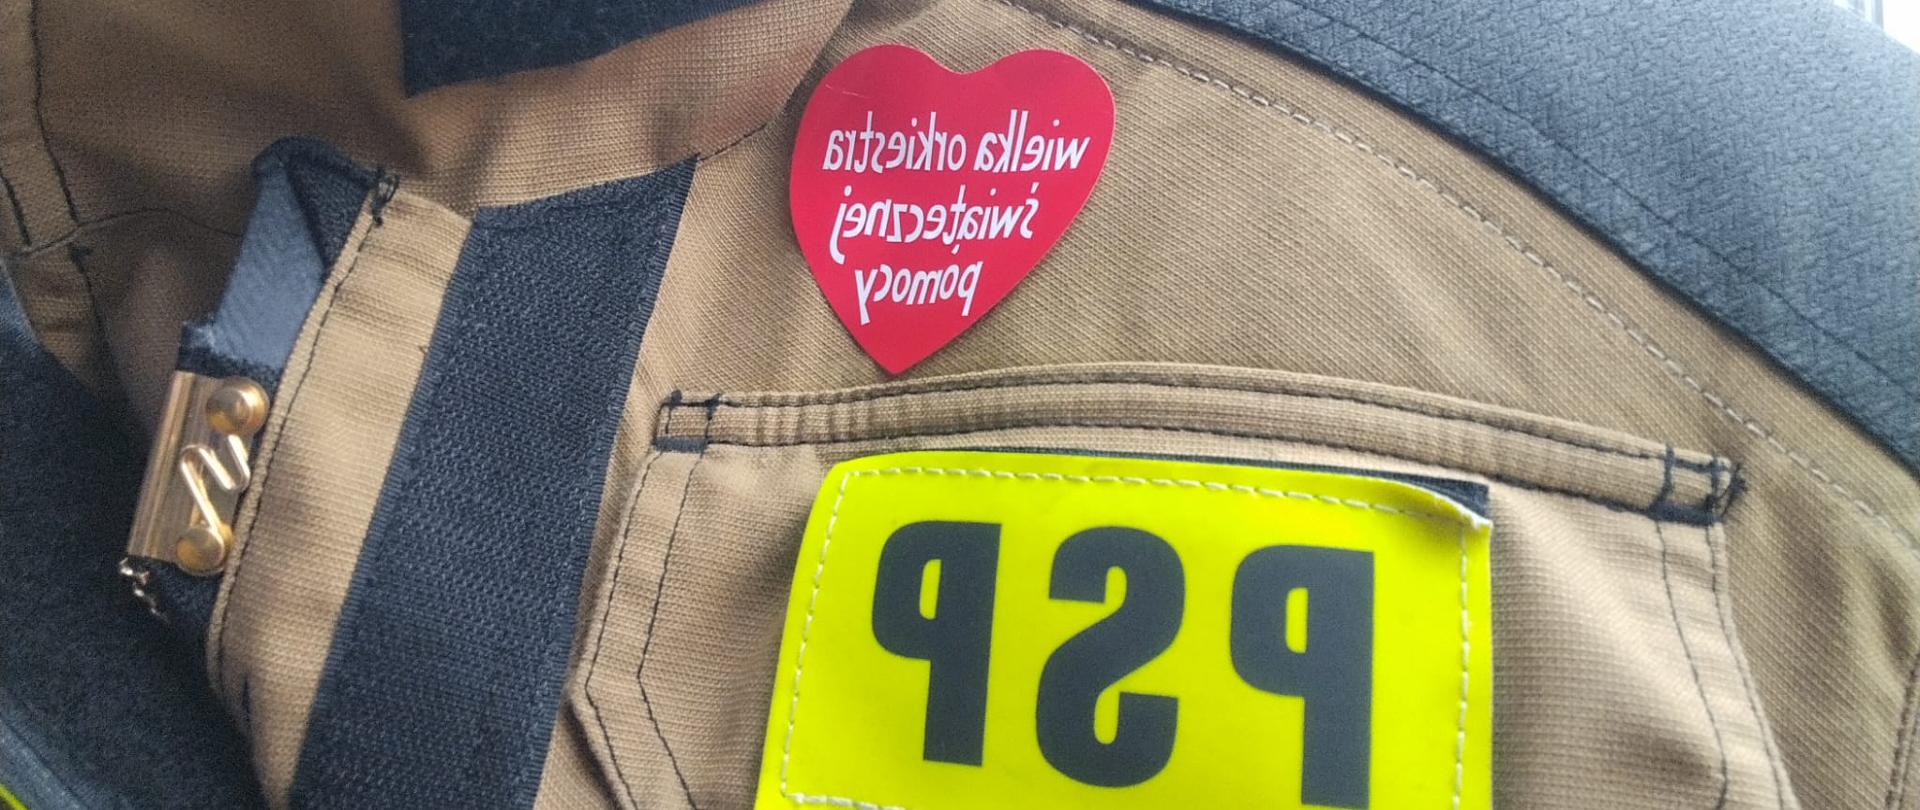 wielka orkiestra
świątecznej
pomocy
PSP